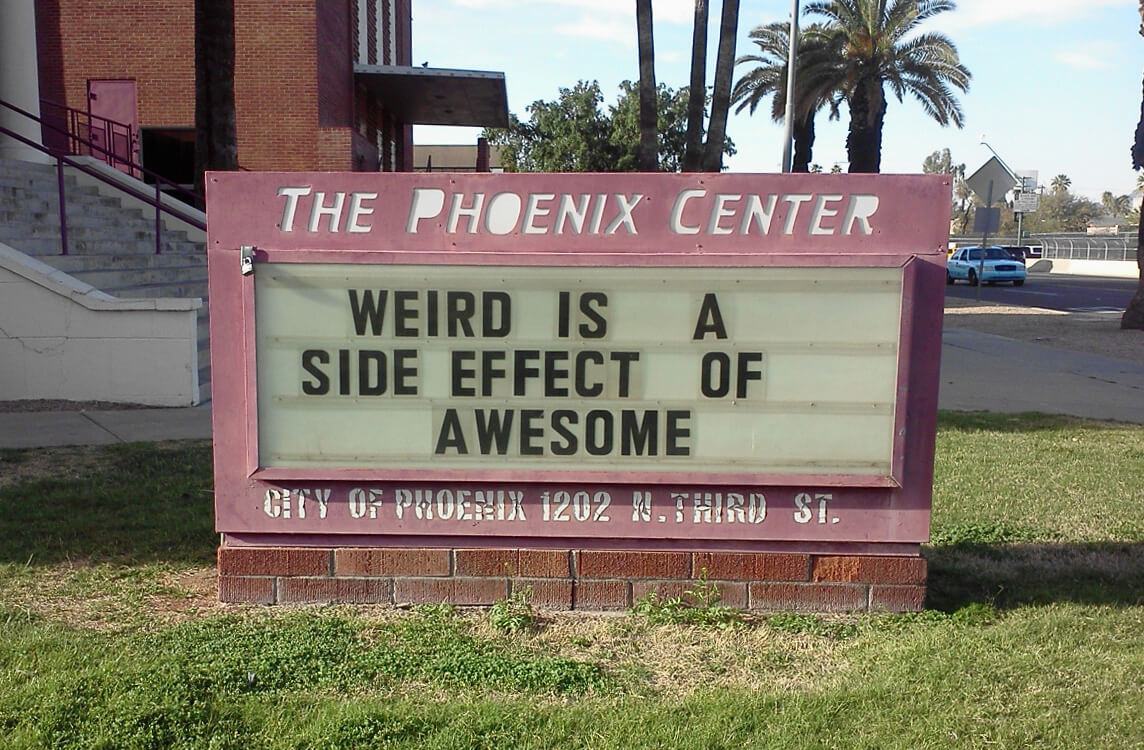 THE PHOENIX CENTER
WEIRD IS A
SIDE EFFECT OF
AWESOME
CITY OF PHOENIX 1202 N. THIRD ST.